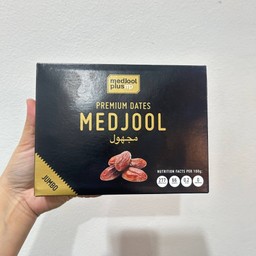 medjool
plus
PREMIUM DATES
MEDJOOL
مجهول
JUMBO
NUTRITION FACTS PER 100g